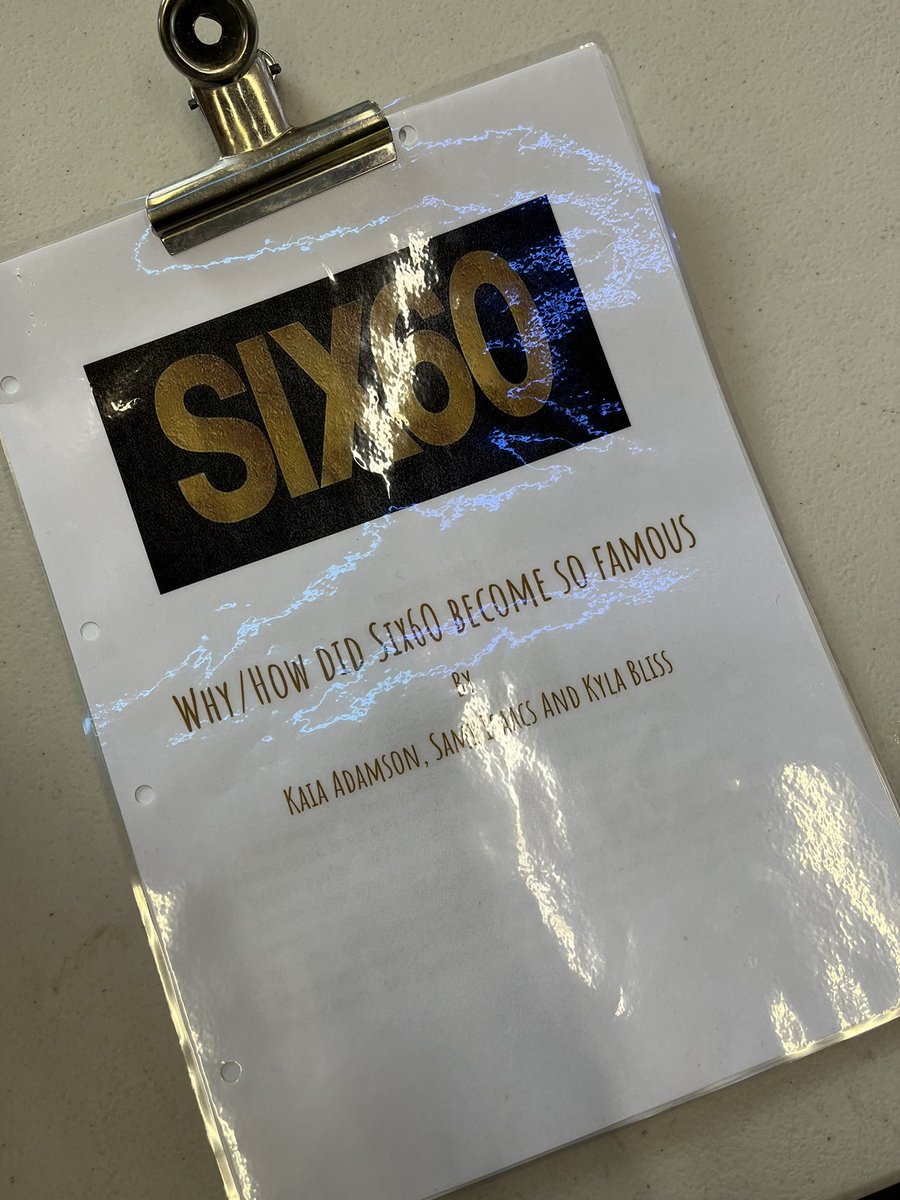 SIX60
Why/How did Six60 become so famous
by
Kaia Adamson, and Kyla Bliss